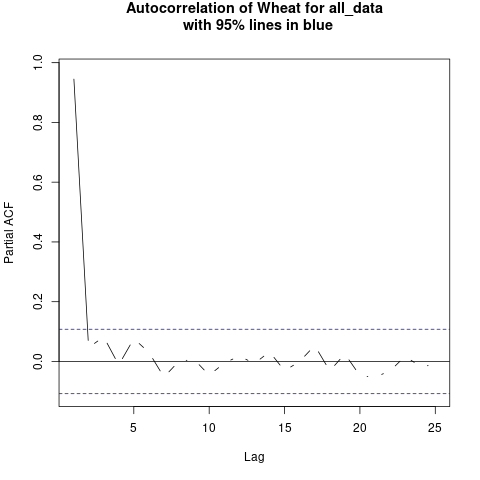 Autocorrelation of Wheat for all_data
with 95% lines in blue
1.0
0.8
0.6
0.4
0.2
0.0
Partial ACF
5 10 15 20 25
Lag